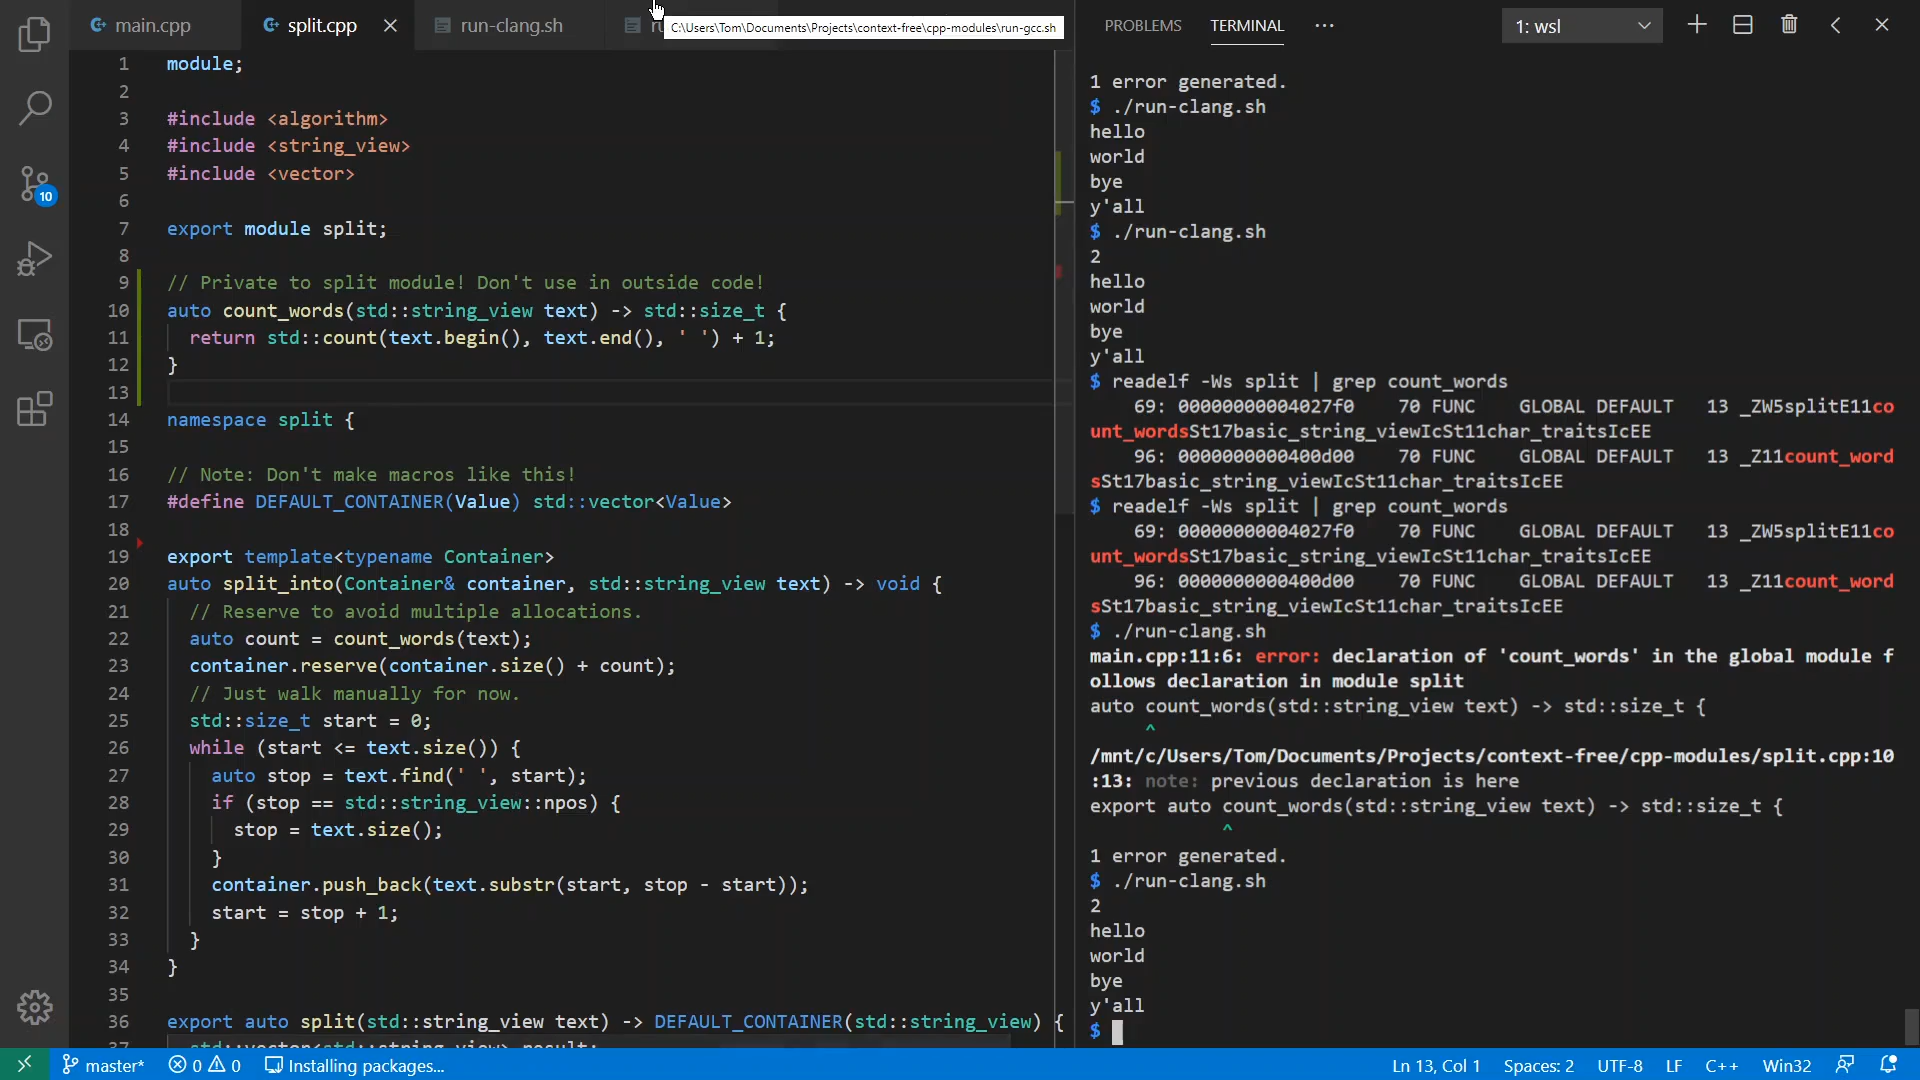 main.cpp
split.cpp
run-clang.sh
C:\Users\Tom\Documents\Projects\context-free\cpp-modules\run-gcc.sh
PROBLEMS
TERMINAL
1: wsl
10
1 module;
2
3 #include <algorithm>
4 #include <string_view>
5 #include <vector>
6
7 export module split;
8
9 // Private to split module! Don't use in outside code!
10 auto count_words(std::string_view text) -> std::size_t {
11 return std::count(text.begin(), text.end(), ' ') + 1;
12 }
13
14 namespace split {
15
16 // Note: Don't make macros like this!
17 #define DEFAULT_CONTAINER(Value) std::vector<Value>
18
19 export template<typename Container>
20 auto split_into(Container& container, std::string_view text) -> void {
21 // Reserve to avoid multiple allocations.
22 auto count = count_words(text);
23 container.reserve(container.size() + count);
24 // Just walk manually for now.
25 std::size_t start = 0;
26 while (start <= text.size()) {
27 auto stop = text.find(' ', start);
28 if (stop == std::string_view::npos) {
29 stop = text.size();
30 }
31 container.push_back(text.substr(start, stop - start));
32 start = stop + 1;
33 }
34 }
35
36 export auto split(std::string_view text) -> DEFAULT_CONTAINER(std::string_view) {
37 std::vector<std::string_view> result;
1 error generated.
$ ./run-clang.sh
hello
world
bye
y'all
$ ./run-clang.sh
2
hello
world
bye
y'all
$ readelf -Ws split | grep count_words
69: 00000000004027f0 70 FUNC GLOBAL DEFAULT 13 _ZW5splitE11co
unt_wordsSt17basic_string_viewIcSt11char_traitsIcEE
96: 0000000000400d00 70 FUNC GLOBAL DEFAULT 13 _Z11count_word
sSt17basic_string_viewIcSt11char_traitsIcEE
$ readelf -Ws split | grep count_words
69: 00000000004027f0 70 FUNC GLOBAL DEFAULT 13 _ZW5splitE11co
unt_wordsSt17basic_string_viewIcSt11char_traitsIcEE
96: 0000000000400d00 70 FUNC GLOBAL DEFAULT 13 _Z11count_word
sSt17basic_string_viewIcSt11char_traitsIcEE
$ ./run-clang.sh
main.cpp:11:6: error: declaration of 'count_words' in the global module f
ollows declaration in module split
auto count_words(std::string_view text) -> std::size_t {
^
/mnt/c/Users/Tom/Documents/Projects/context-free/cpp-modules/split.cpp:10
:13: note: previous declaration is here
export auto count_words(std::string_view text) -> std::size_t {
^
1 error generated.
$ ./run-clang.sh
2
hello
world
bye
y'all
$
master* 0 0 Installing packages... Ln 13, Col 1 Spaces: 2 UTF-8 LF C++ Win32